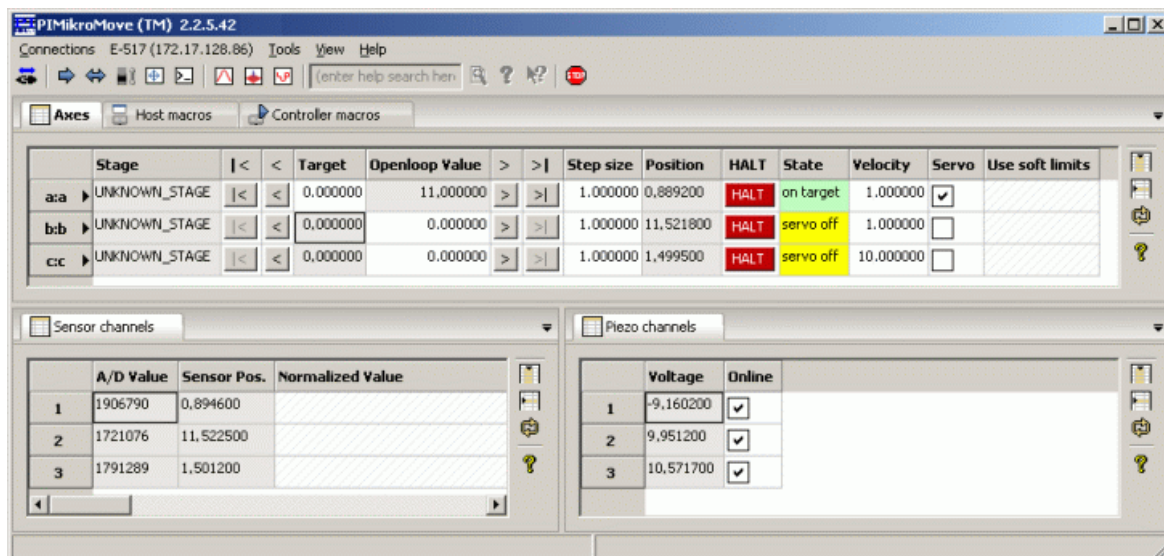 PIMikroMove (TM) 2.2.5.42
Connections E-517 (172.17.128.86) Tools View Help
(enter help search her STOP
Axes Host macros Controller macros
Stage |< < Target Openloop Value > >| Step size Position HALT State Velocity Servo Use soft limits
a:a UNKNOWN_STAGE |< < 0.000000 11,000000 > >| 1.000000 0,889200 HALT on target 1.000000
b:b UNKNOWN_STAGE |< < 0,000000 0.000000 > >| 1.000000 11,521800 HALT servo off 1.000000
c:c UNKNOWN_STAGE |< < 0,000000 0.000000 > >| 1.000000 1,499500 HALT servo off 10.000000
Sensor channels
A/D Value Sensor Pos. Normalized Value
1 1906790 0,894600
2 1721076 11,522500
3 1791289 1,501200
Piezo channels
Voltage Online
1 -9,160200
2 9,951200
3 10,571700